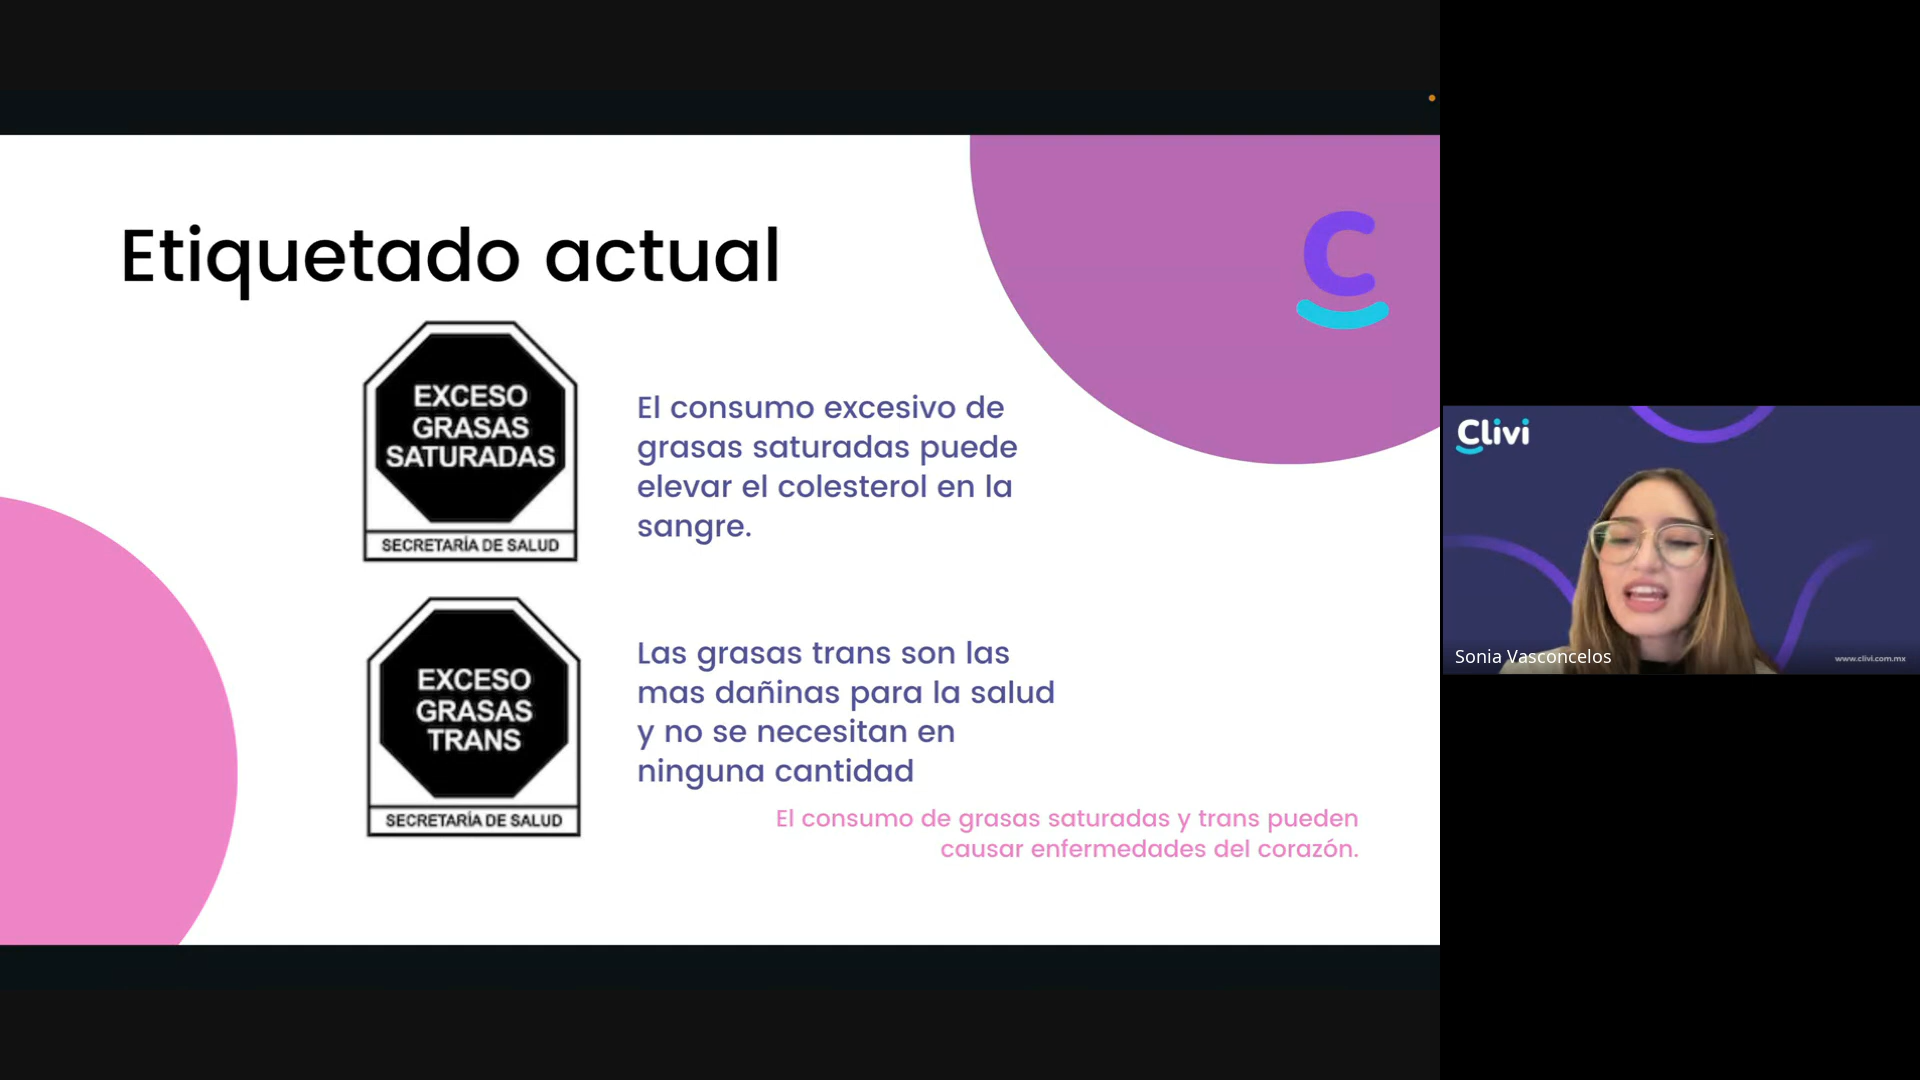 Etiquetado actual
EXCESO
GRASAS
SATURADAS
SECRETARÍA DE SALUD
El consumo excesivo de
grasas saturadas puede
elevar el colesterol en la
sangre.
EXCESO
GRASAS
TRANS
SECRETARÍA DE SALUD
Las grasas trans son las
mas dañinas para la salud
y no se necesitan en
ninguna cantidad
El consumo de grasas saturadas y trans pueden
causar enfermedades del corazón.
C
Clivi
Sonia Vasconcelos
www.clivi.com.mx